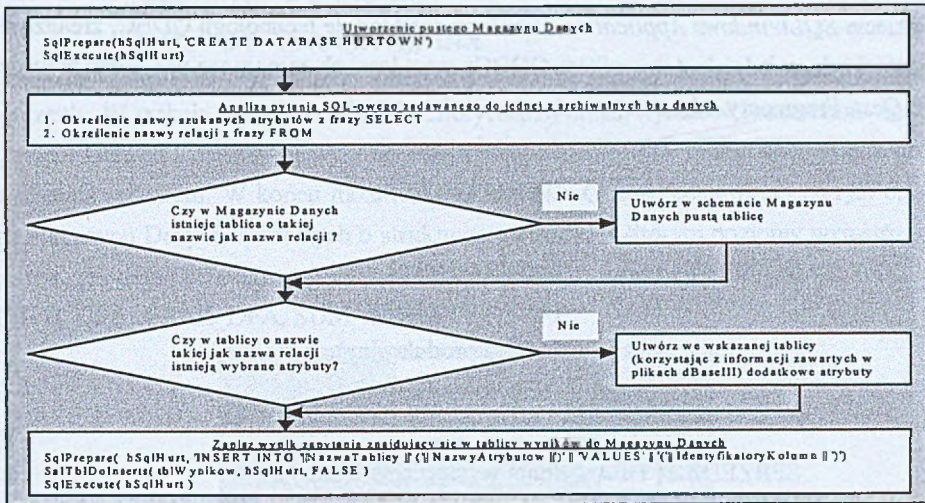 Utworzenie pustego Magazynu Danych
SqlPrepare(hSqlHurt, 'CREATE DATABASE HURTOWN')
SqlExecute(hSqlHurt)
Analiza pytania SQL-owego zadawanego do jednej z archiwalnych baz danych
1. Określenie nazwy szukanych atrybutów z frazy SELECT
2. Określenie nazwy relacji z frazy FROM
Czy w Magazynie Danych
istnieje tablica o takiej
nazwie jak nazwa relacji ?
Nie
Utwórz w schemacie Magazynu
Danych pustą tablicę
Czy w tablicy o nazwie
takiej jak nazwa relacji
istnieją wybrane atrybuty?
Nie
Utwórz we wskazanej tablicy
(korzystając z informacji zawartych w
plikach dBaseIII) dodatkowe atrybuty
Zapisz wynik zapytania znajdujący się w tablicy wyników do Magazynu Danych
SqlPrepare( hSqlHurt, 'INSERT INTO '||NazwaTablicy ||' ('|| NazwyAtrybutow ||')' || 'VALUES' || '('|| IdentyfikatoryKolumn || ')')
SalTblDoInserts( tblWynikow, hSqlHurt, FALSE )
SqlExecute( hSqlHurt )